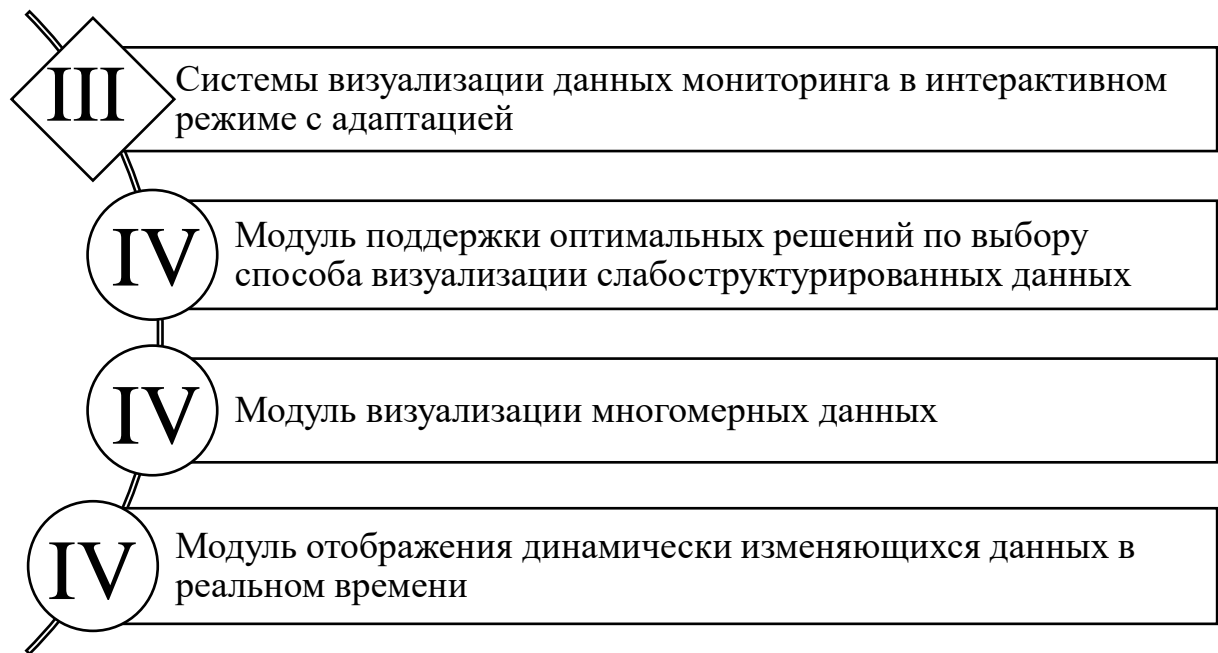 III
Системы визуализации данных мониторинга в интерактивном
режиме с адаптацией
IV
Модуль поддержки оптимальных решений по выбору
способа визуализации слабоструктурированных данных
IV
Модуль визуализации многомерных данных
IV
Модуль отображения динамически изменяющихся данных в
реальном времени